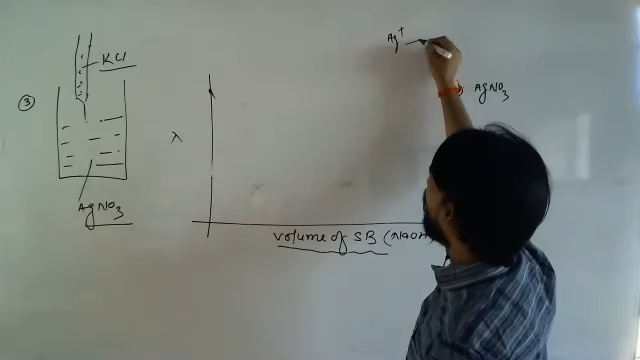 ③
KCl
AgNO3
λ
volume of SB (NaOH
Ag+
AgNO3